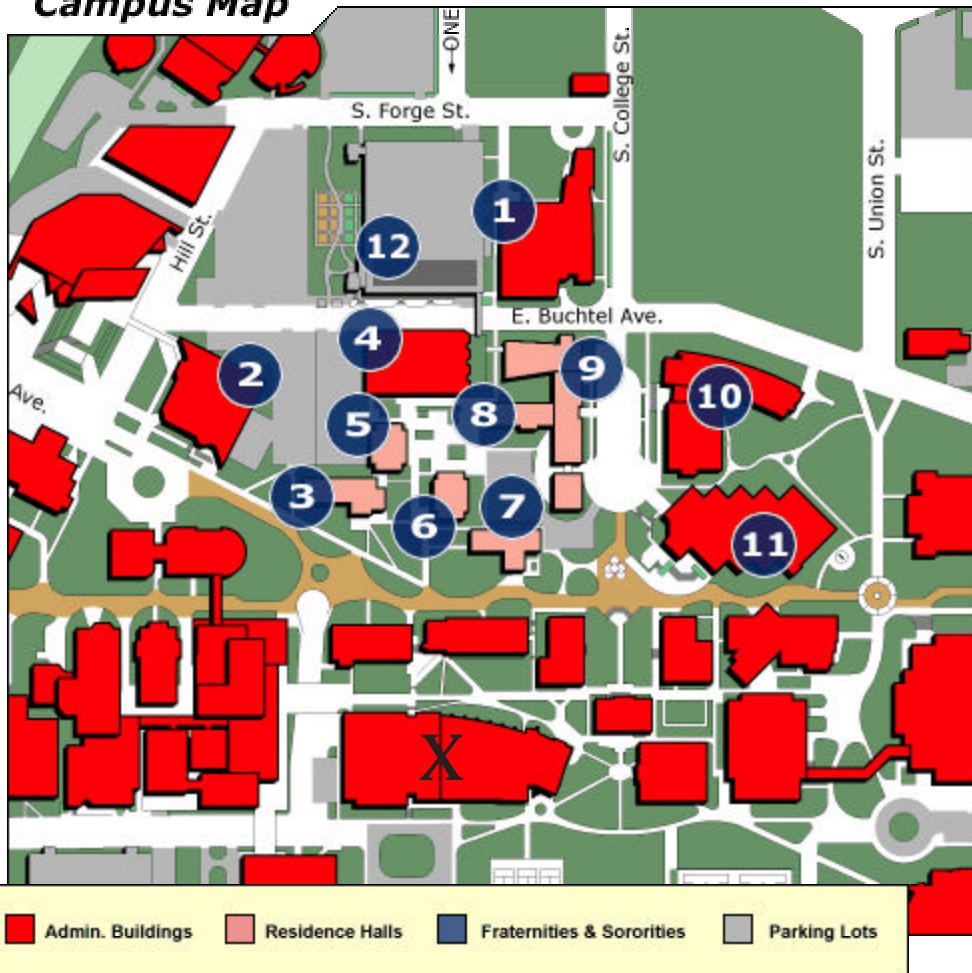 Campus Map
ONE
S. College St.
S. Forge St.
S. Union St.
1
Hill St.
12
E. Buchtel Ave.
4
9
2
10
Ave.
8
5
3
7
6
11
X
Admin. Buildings
Residence Halls
Fraternities & Sororities
Parking Lots